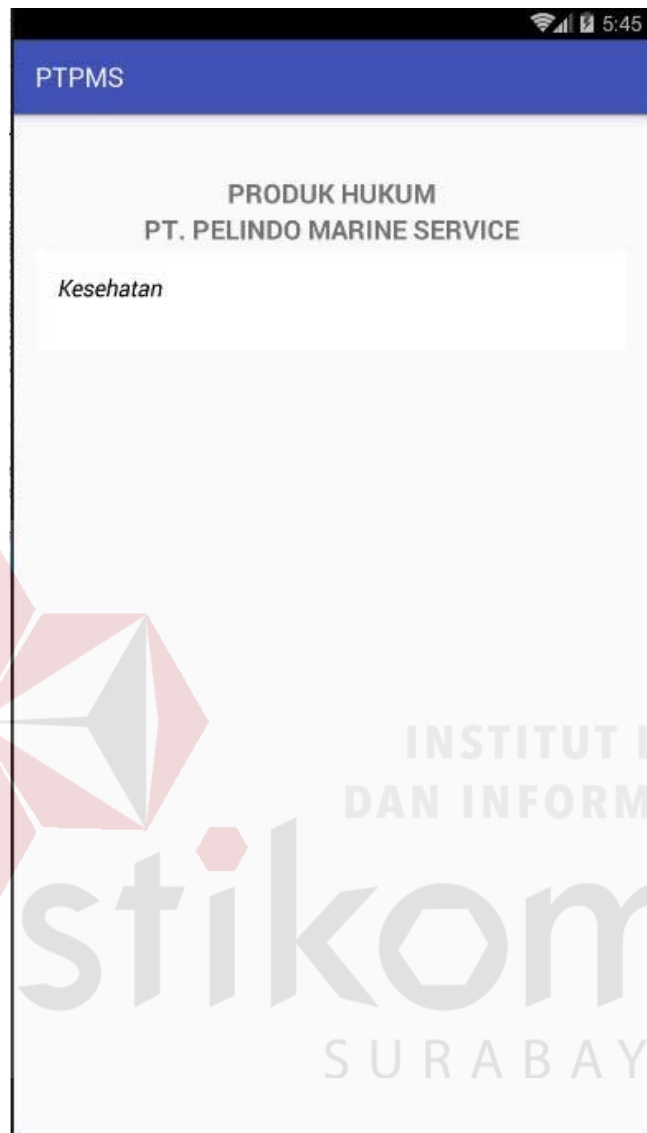 5:45
PTPMS
PRODUK HUKUM
PT. PELINDO MARINE SERVICE
Kesehatan
INSTITUT
DAN INFORM
stikom
SURABAY